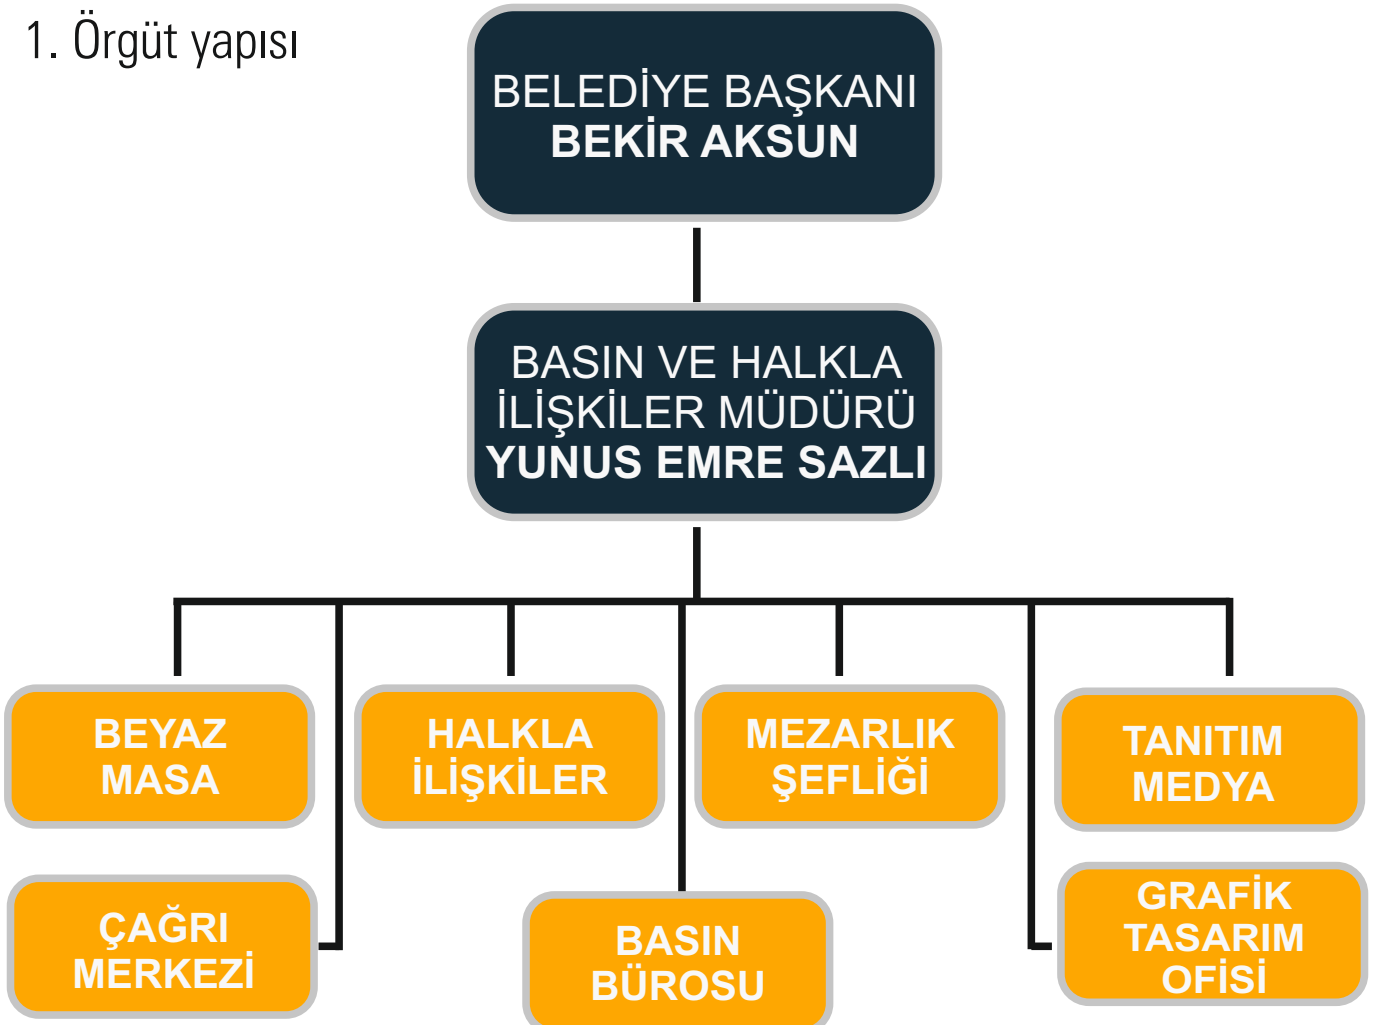 1. Örgüt yapısı
BELEDİYE BAŞKANI
BEKİR AKSUN
BASIN VE HALKLA
İLİŞKİLER MÜDÜRÜ
YUNUS EMRE SAZLI
BEYAZ
MASA
HALKLA
İLİŞKİLER
MEZARLIK
ŞEFLİĞİ
TANITIM
MEDYA
ÇAĞRI
MERKEZİ
BASIN
BÜROSU
GRAFİK
TASARIM
OFİSİ